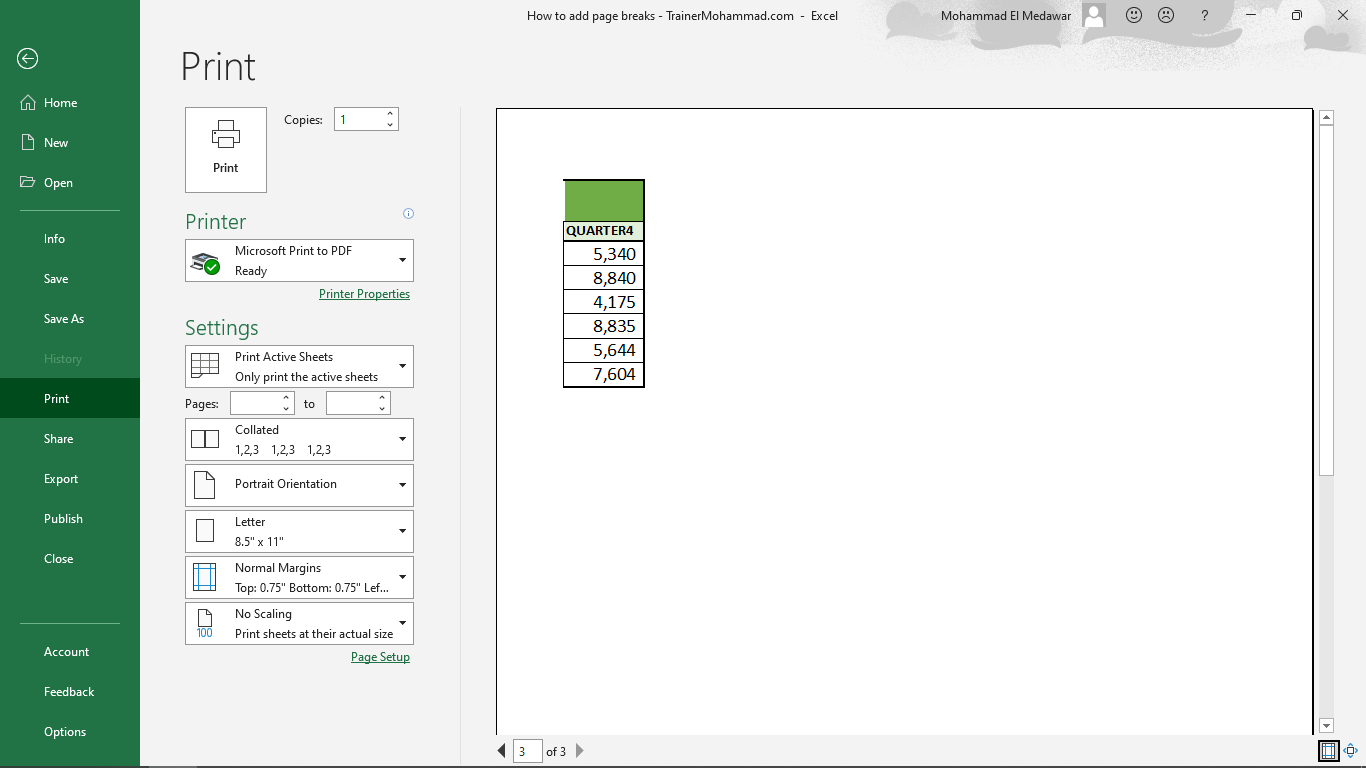 How to add page breaks - TrainerMohammad.com - Excel
Mohammad El Medawar
?
Print
Home
New
Open
Info
Save
Save As
History
Print
Share
Export
Publish
Close
Account
Feedback
Options
Print
Copies: 1
Printer
Microsoft Print to PDF
Ready
Printer Properties
Settings
Print Active Sheets
Only print the active sheets
Pages: to
Collated
1,2,3 1,2,3 1,2,3
Portrait Orientation
Letter
8.5" x 11"
Normal Margins
Top: 0.75" Bottom: 0.75" Lef...
No Scaling
100
Print sheets at their actual size
Page Setup
QUARTER4
5,340
8,840
4,175
8,835
5,644
7,604
3 of 3